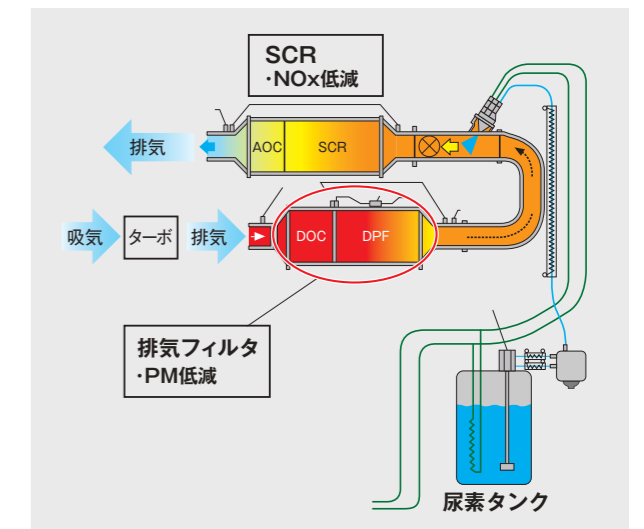 SCR
・NOx低減
排気
AOC
SCR
吸気
ターボ
排気
DOC
DPF
排気フィルタ
・PM低減
尿素タンク